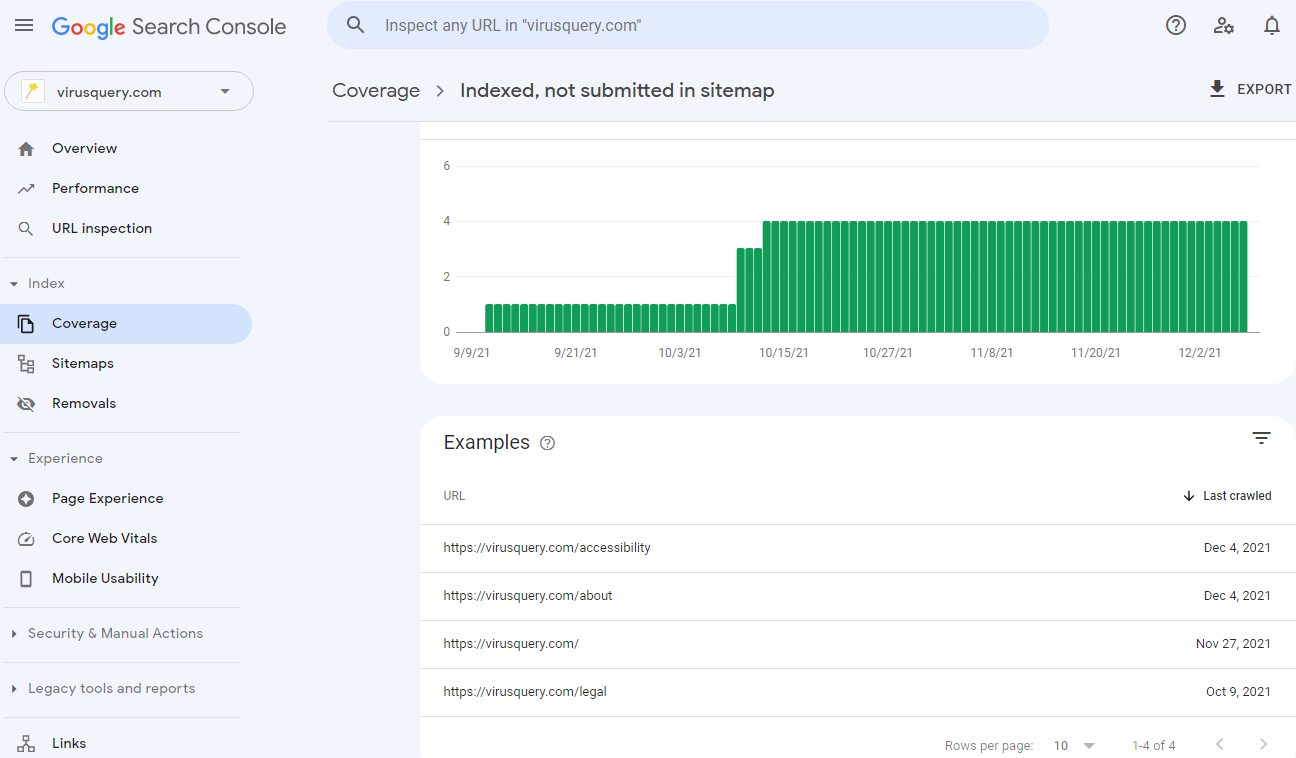 Google Search Console
Inspect any URL in "virusquery.com"
virusquery.com
Coverage
Indexed, not submitted in sitemap
EXPORT
Overview
Performance
URL inspection
Index
Coverage
Sitemaps
Removals
Experience
Page Experience
Core Web Vitals
Mobile Usability
Security & Manual Actions
Legacy tools and reports
Links
6
4
2
0
9/9/21 9/21/21 10/3/21 10/15/21 10/27/21 11/8/21 11/20/21 12/2/21
Examples
URL Last crawled
https://virusquery.com/accessibility Dec 4, 2021
https://virusquery.com/about Dec 4, 2021
https://virusquery.com/ Nov 27, 2021
https://virusquery.com/legal Oct 9, 2021
Rows per page: 10 1-4 of 4